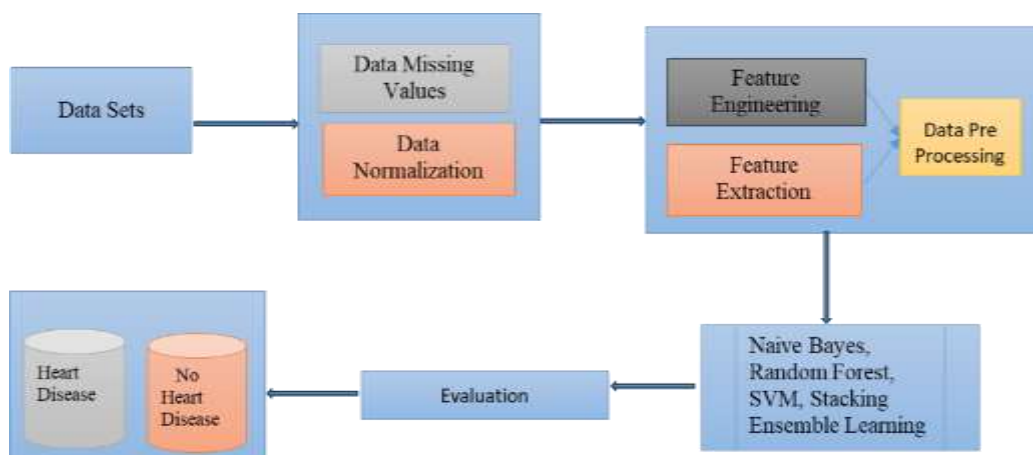 Data Sets
Data Missing
Values
Data
Normalization
Feature
Engineering
Feature
Extraction
Data Pre
Processing
Naive Bayes,
Random Forest,
SVM, Stacking
Ensemble Learning
Evaluation
Heart
Disease
No
Heart
Disease